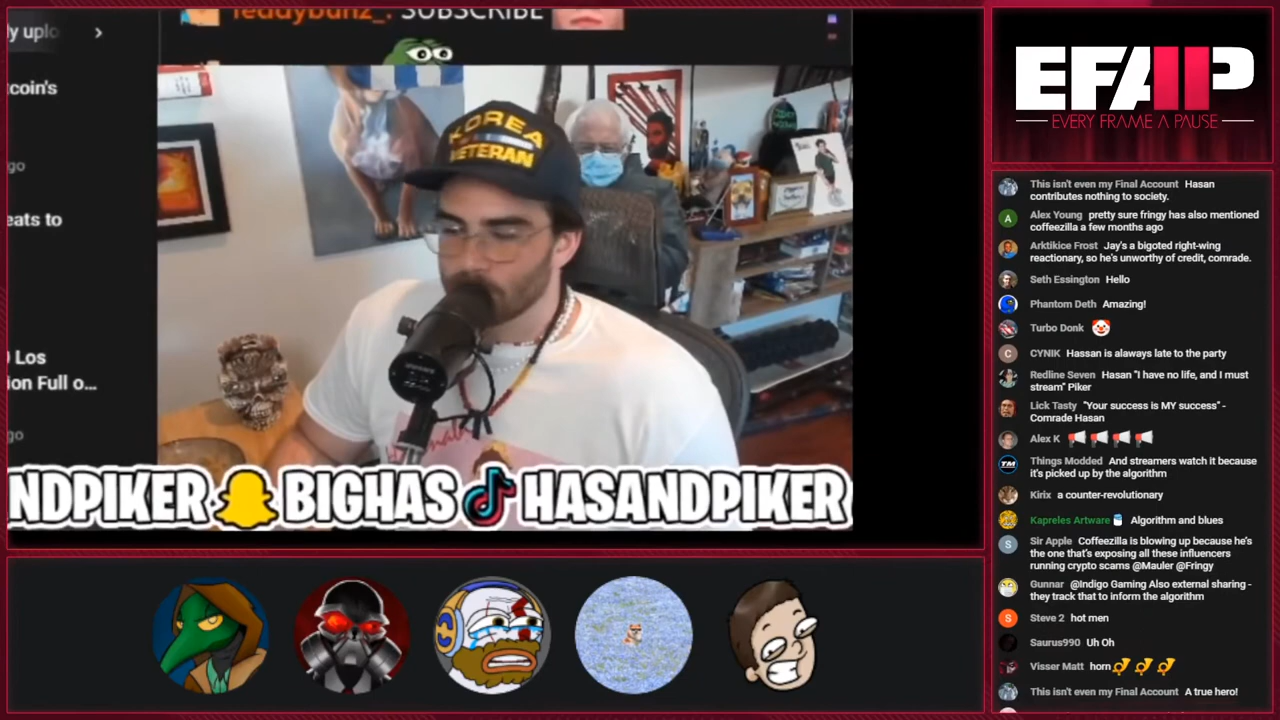 Teddybunz_: SUBSCRIBE
ly uplo
tcoin's
go
eats to
Los
ion Full o...
go
KOREA
VETERAN
NDPIKER BIGHAS HASANDPIKER
EFAP
EVERY FRAME A PAUSE
This isn't even my Final Account Hasan
contributes nothing to society.
A
Alex Young pretty sure fringy has also mentioned
coffeezilla a few months ago
Arktikice Frost Jay's a bigoted right-wing
reactionary, so he's unworthy of credit, comrade.
Seth Essington Hello
Phantom Deth Amazing!
Turbo Donk 🤡
C
CYNIK Hassan is alaways late to the party
Redline Seven Hasan "I have no life, and I must
stream" Piker
Lick Tasty "Your success is MY success" -
Comrade Hasan
Alex K 📢📢📢📢
TM
Things Modded And streamers watch it because
it's picked up by the algorithm
Kirix a counter-revolutionary
Kapreles Artware Algorithm and blues
S
Sir Apple Coffeezilla is blowing up because he's
the one that's exposing all these influencers
running crypto scams @Mauler @Fringy
Gunnar @Indigo Gaming Also external sharing -
they track that to inform the algorithm
S
Steve 2 hot men
Saurus990 Uh Oh
Visser Matt horn📯📯📯
This isn't even my Final Account A true hero!